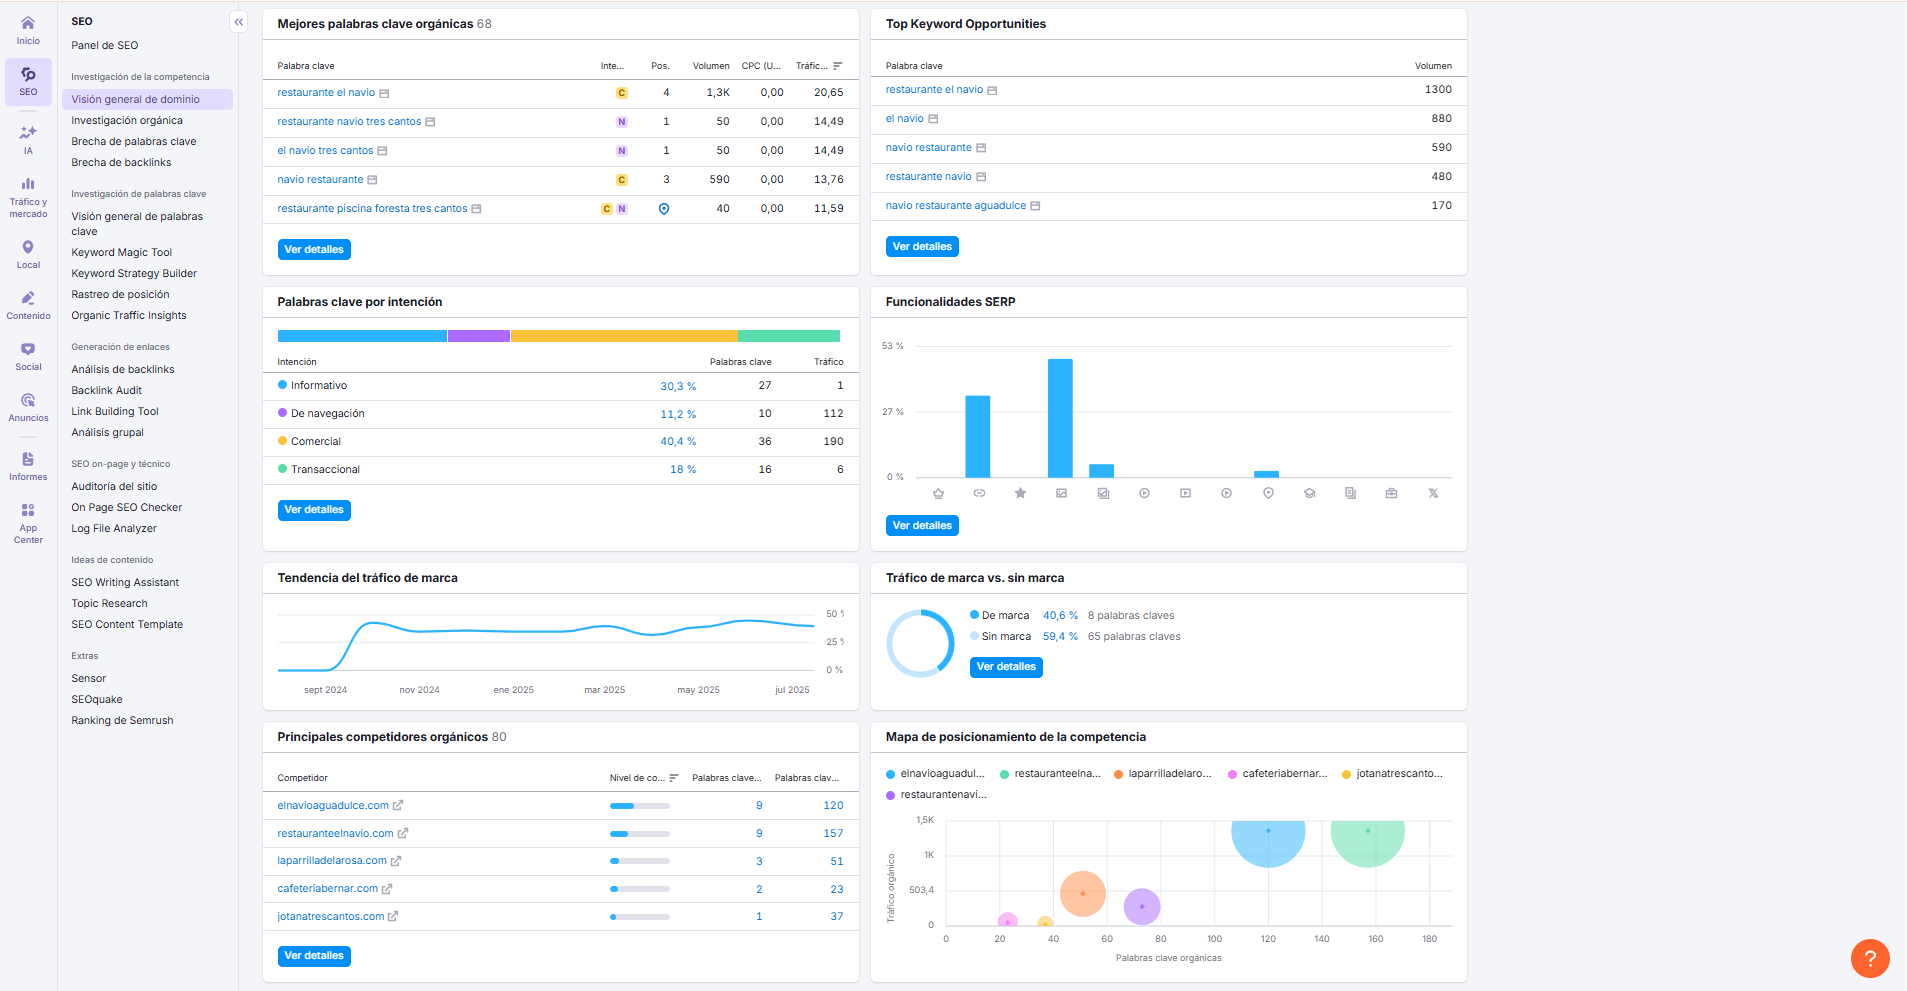 Inicio
SEO
IA
Tráfico y
mercado
Local
Contenido
Social
Anuncios
Informes
App
Center
SEO
Panel de SEO
Investigación de la competencia
Visión general de dominio
Investigación orgánica
Brecha de palabras clave
Brecha de backlinks
Investigación de palabras clave
Visión general de palabras
clave
Keyword Magic Tool
Keyword Strategy Builder
Rastreo de posición
Organic Traffic Insights
Generación de enlaces
Análisis de backlinks
Backlink Audit
Link Building Tool
Análisis grupal
SEO on-page y técnico
Auditoría del sitio
On Page SEO Checker
Log File Analyzer
Ideas de contenido
SEO Writing Assistant
Topic Research
SEO Content Template
Extras
Sensor
SEOquake
Ranking de Semrush
Mejores palabras clave orgánicas 68
Palabra clave Inte... Pos. Volumen CPC (U... Tráfic...
restaurante el navio C 4 1,3K 0,00 20,65
restaurante navio tres cantos N 1 50 0,00 14,49
el navio tres cantos N 1 50 0,00 14,49
navio restaurante C 3 590 0,00 13,76
restaurante piscina foresta tres cantos C N 40 0,00 11,59
Ver detalles
Top Keyword Opportunities
Palabra clave Volumen
restaurante el navio 1300
el navio 880
navio restaurante 590
restaurante navio 480
navio restaurante aguadulce 170
Ver detalles
Palabras clave por intención
Intención Palabras clave Tráfico
Informativo 30,3 % 27 1
De navegación 11,2 % 10 112
Comercial 40,4 % 36 190
Transaccional 18 % 16 6
Ver detalles
Funcionalidades SERP
53 %
27 %
0 %
Ver detalles
Tendencia del tráfico de marca
50 %
25 %
0 %
sept 2024 nov 2024 ene 2025 mar 2025 may 2025 jul 2025
Tráfico de marca vs. sin marca
De marca 40,6 % 8 palabras claves
Sin marca 59,4 % 65 palabras claves
Ver detalles
Principales competidores orgánicos 80
Competidor Nivel de co... Palabras clave... Palabras clav...
elnavioaguadulce.com 9 120
restauranteelnavio.com 9 157
laparrilladelarosa.com 3 51
cafeteriabernar.com 2 23
jotanatrescantos.com 1 37
Ver detalles
Mapa de posicionamiento de la competencia
elnavioaguadul... restauranteelna... laparrilladelaro... cafeteriabernar... jotanatrescanto...
restaurantenavi...
Tráfico orgánico
1,5K
1K
503,4
0
0 20 40 60 80 100 120 140 160 180
Palabras clave orgánicas
?